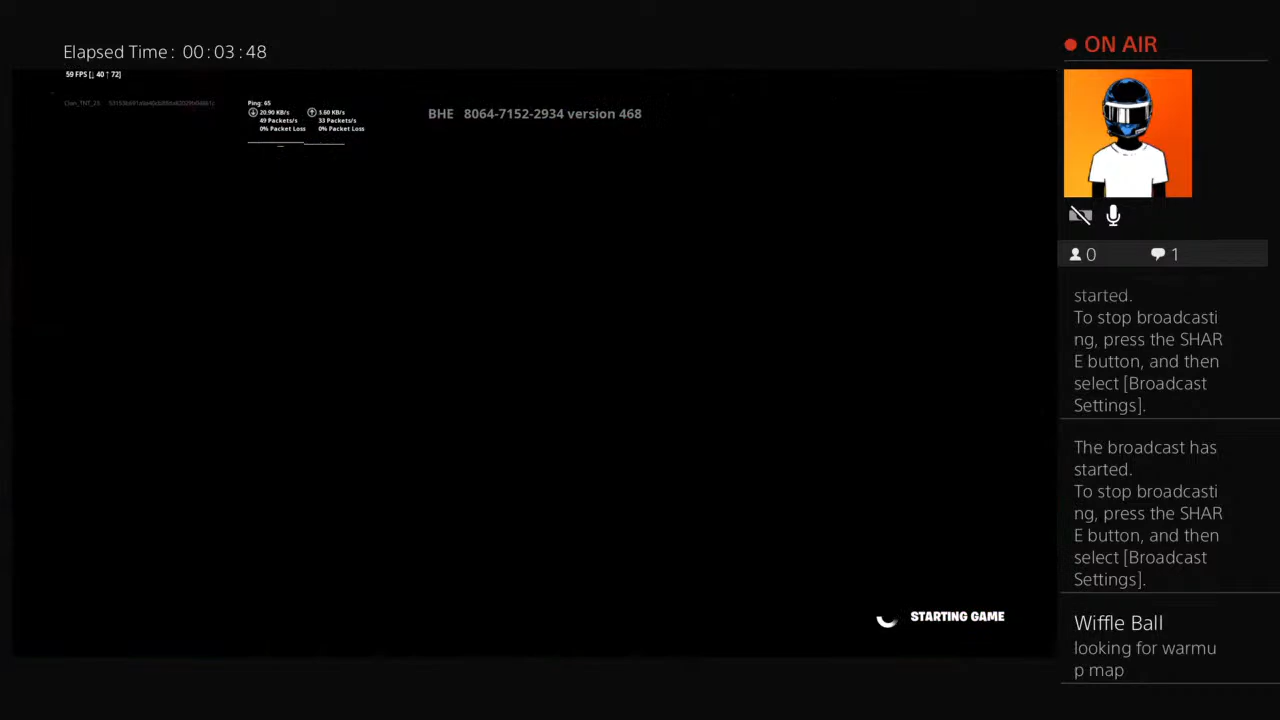 Elapsed Time: 00:03:48
59 FPS [↓ 40 ↑ 72]
Clan_TNT_23
Ping: 65
20.90 KB/s 5.60 KB/s
49 Packets/s 33 Packets/s
0% Packet Loss 0% Packet Loss
BHE 8064-7152-2934 version 468
STARTING GAME
ON AIR
0 1
started.
To stop broadcasti
ng, press the SHAR
E button, and then
select [Broadcast
Settings].
The broadcast has
started.
To stop broadcasti
ng, press the SHAR
E button, and then
select [Broadcast
Settings].
Wiffle Ball
looking for warmu
p map